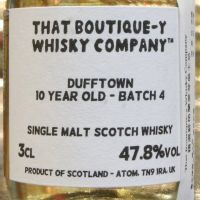 THAT BOUTIQUE-Y
WHISKY COMPANY™
DUFFTOWN
10 YEAR OLD - BATCH 4
SINGLE MALT SCOTCH WHISKY
3CL 47.8%VOL
PRODUCT OF SCOTLAND - ATOM, TN9 1RA, UK